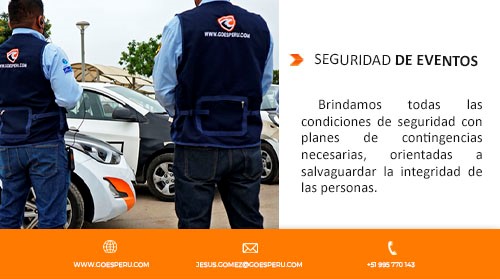 WWW.GOESPERU.COM
WWW.GOESPERU.COM
SEGURIDAD DE EVENTOS
Brindamos todas las
condiciones de seguridad con
planes de contingencias
necesarias, orientadas a
salvaguardar la integridad de
las personas.
WWW.GOESPERU.COM
JESUS.GOMEZ@GOESPERU.COM
+51 995 770 143